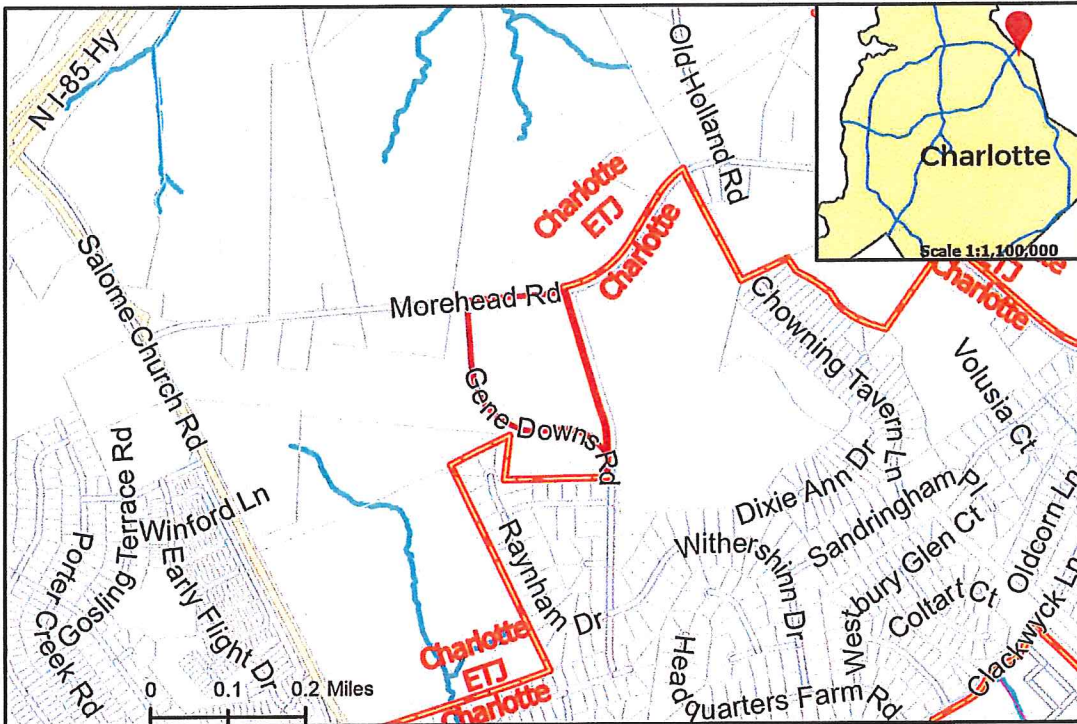 N I-85 Hy
Old Holland Rd
Charlotte
Scale 1:1,100,000
Charlotte
ETJ
Charlotte
ETJ
Charlotte
Morehead Rd
Salome Church Rd
Chowning Tavern Ln
Volusia Ct
Gene Downs Rd
Gosling Terrace Rd
Winford Ln
Porter Creek Rd
Early Flight Dr
Raynham Dr
Dixie Ann Dr
Sandringham Pl
Withershinn Dr
Westbury Glen Ct
Coltart Ct
Oldcorn Ln
Clackwyck Ln
Headquarters Farm Rd
Charlotte
ETJ
Charlotte
0 0.1 0.2 Miles